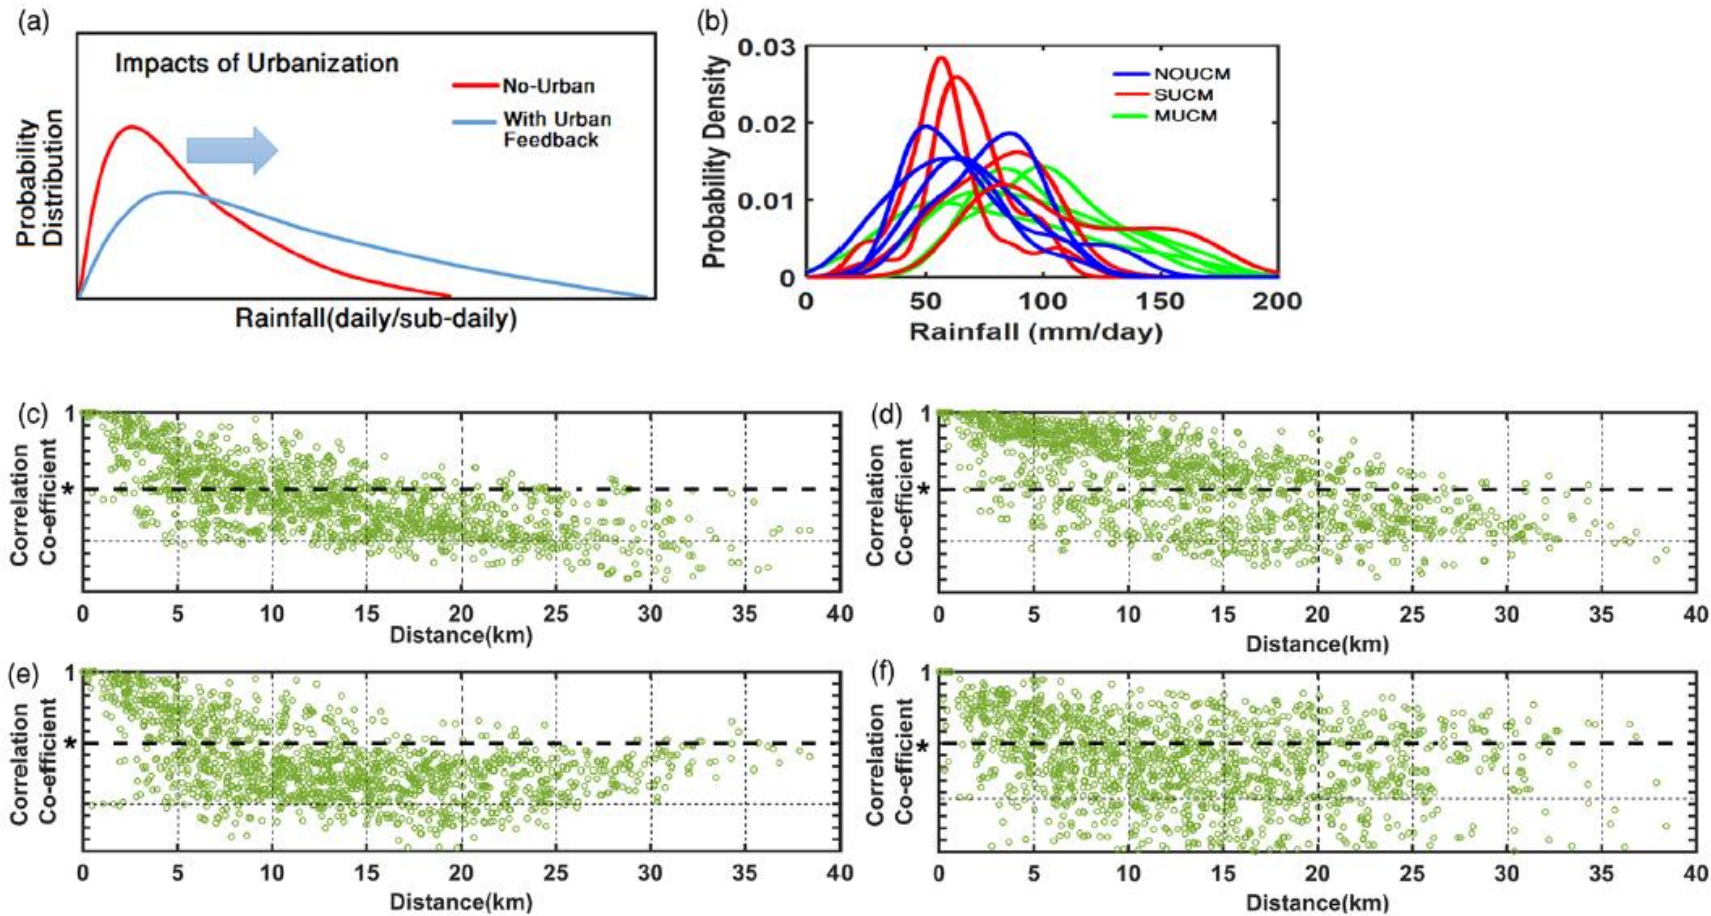 (a)
Impacts of Urbanization
No-Urban
With Urban
Feedback
Probability
Distribution
Rainfall(daily/sub-daily)
(b)
Probability Density
0.03
0.02
0.01
0
NOUCM
SUCM
MUCM
0 50 100 150 200
Rainfall (mm/day)
(c)
Correlation
Co-efficient
1
*
0 5 10 15 20 25 30 35 40
Distance(km)
(d)
Correlation
Co-efficient
1
*
0 5 10 15 20 25 30 35 40
Distance(km)
(e)
Correlation
Co-efficient
1
*
0 5 10 15 20 25 30 35 40
Distance(km)
(f)
Correlation
Co-efficient
1
*
0 5 10 15 20 25 30 35 40
Distance(km)